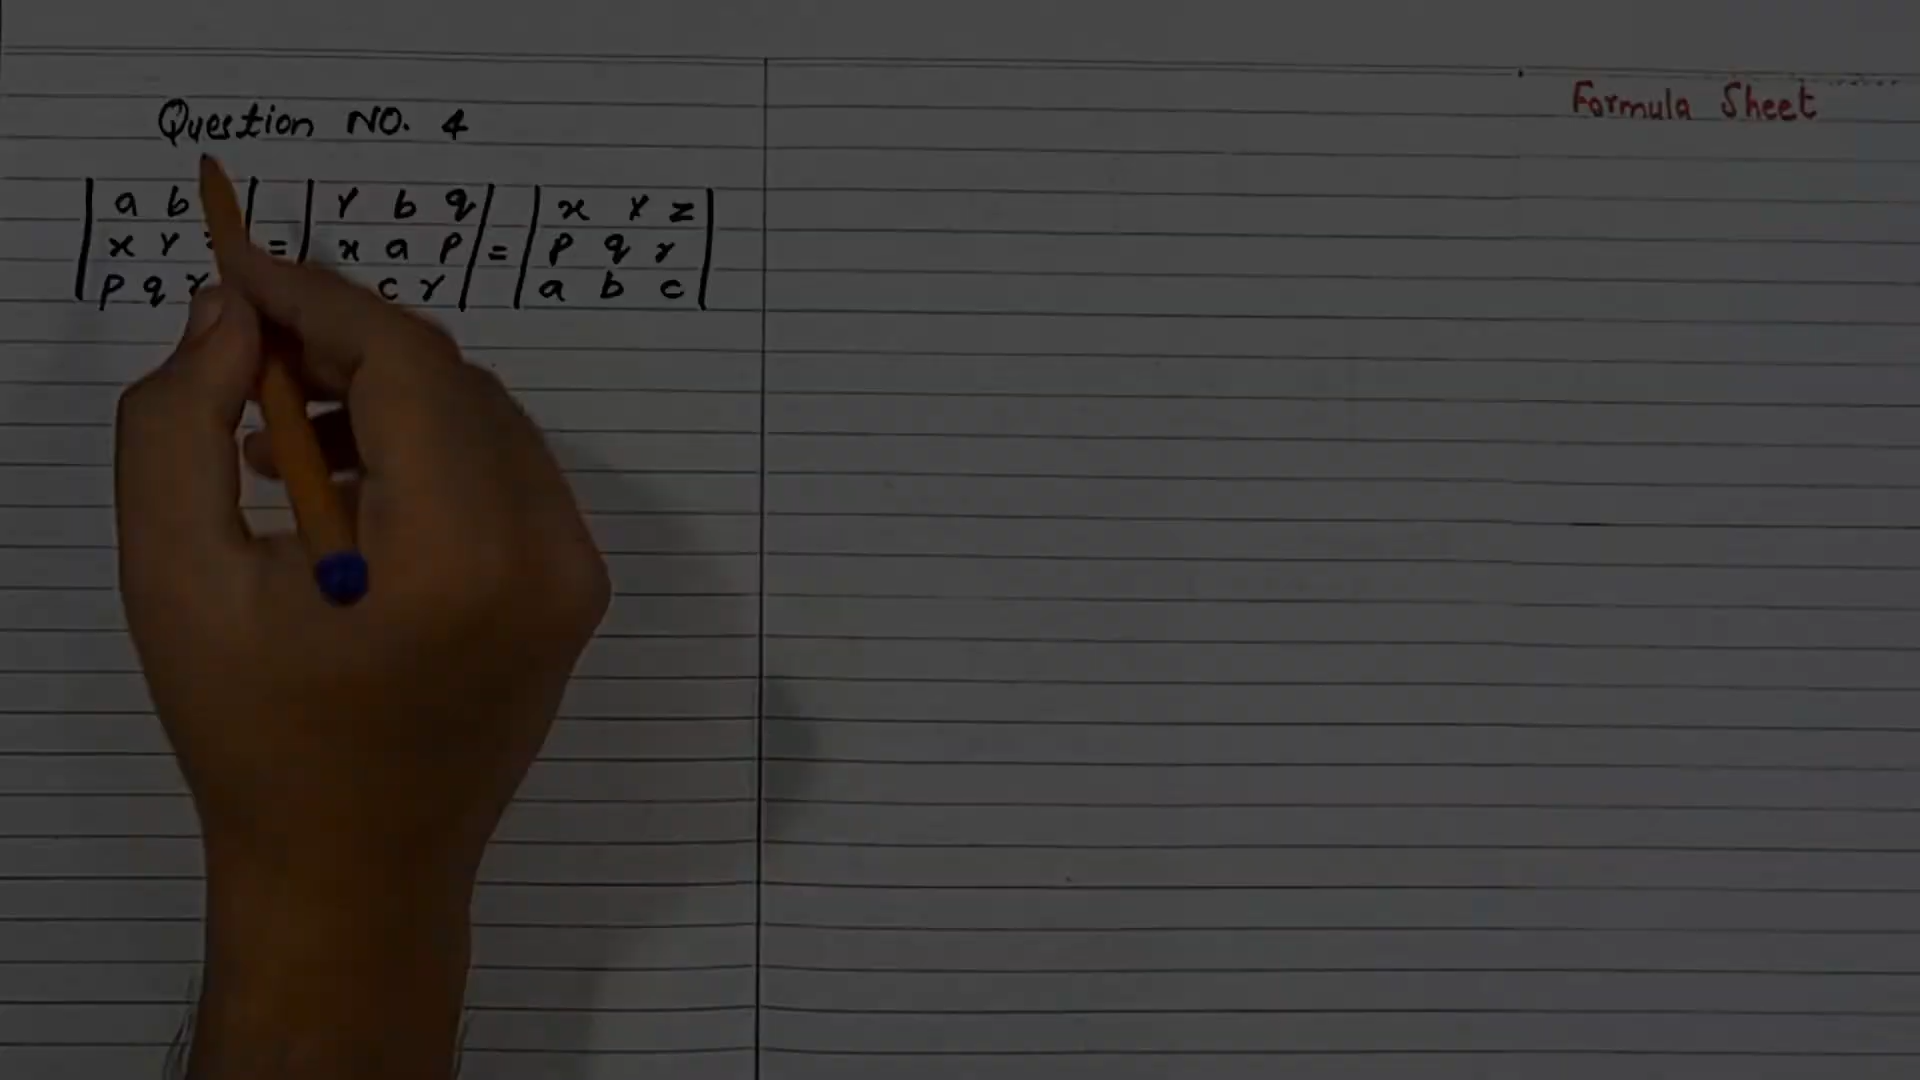 Formula Sheet
Question NO. 4
| a b | = | Y b q | = | x Y z |
| x Y | | x a p | | p q r |
| p q r | | c r | | a b c |